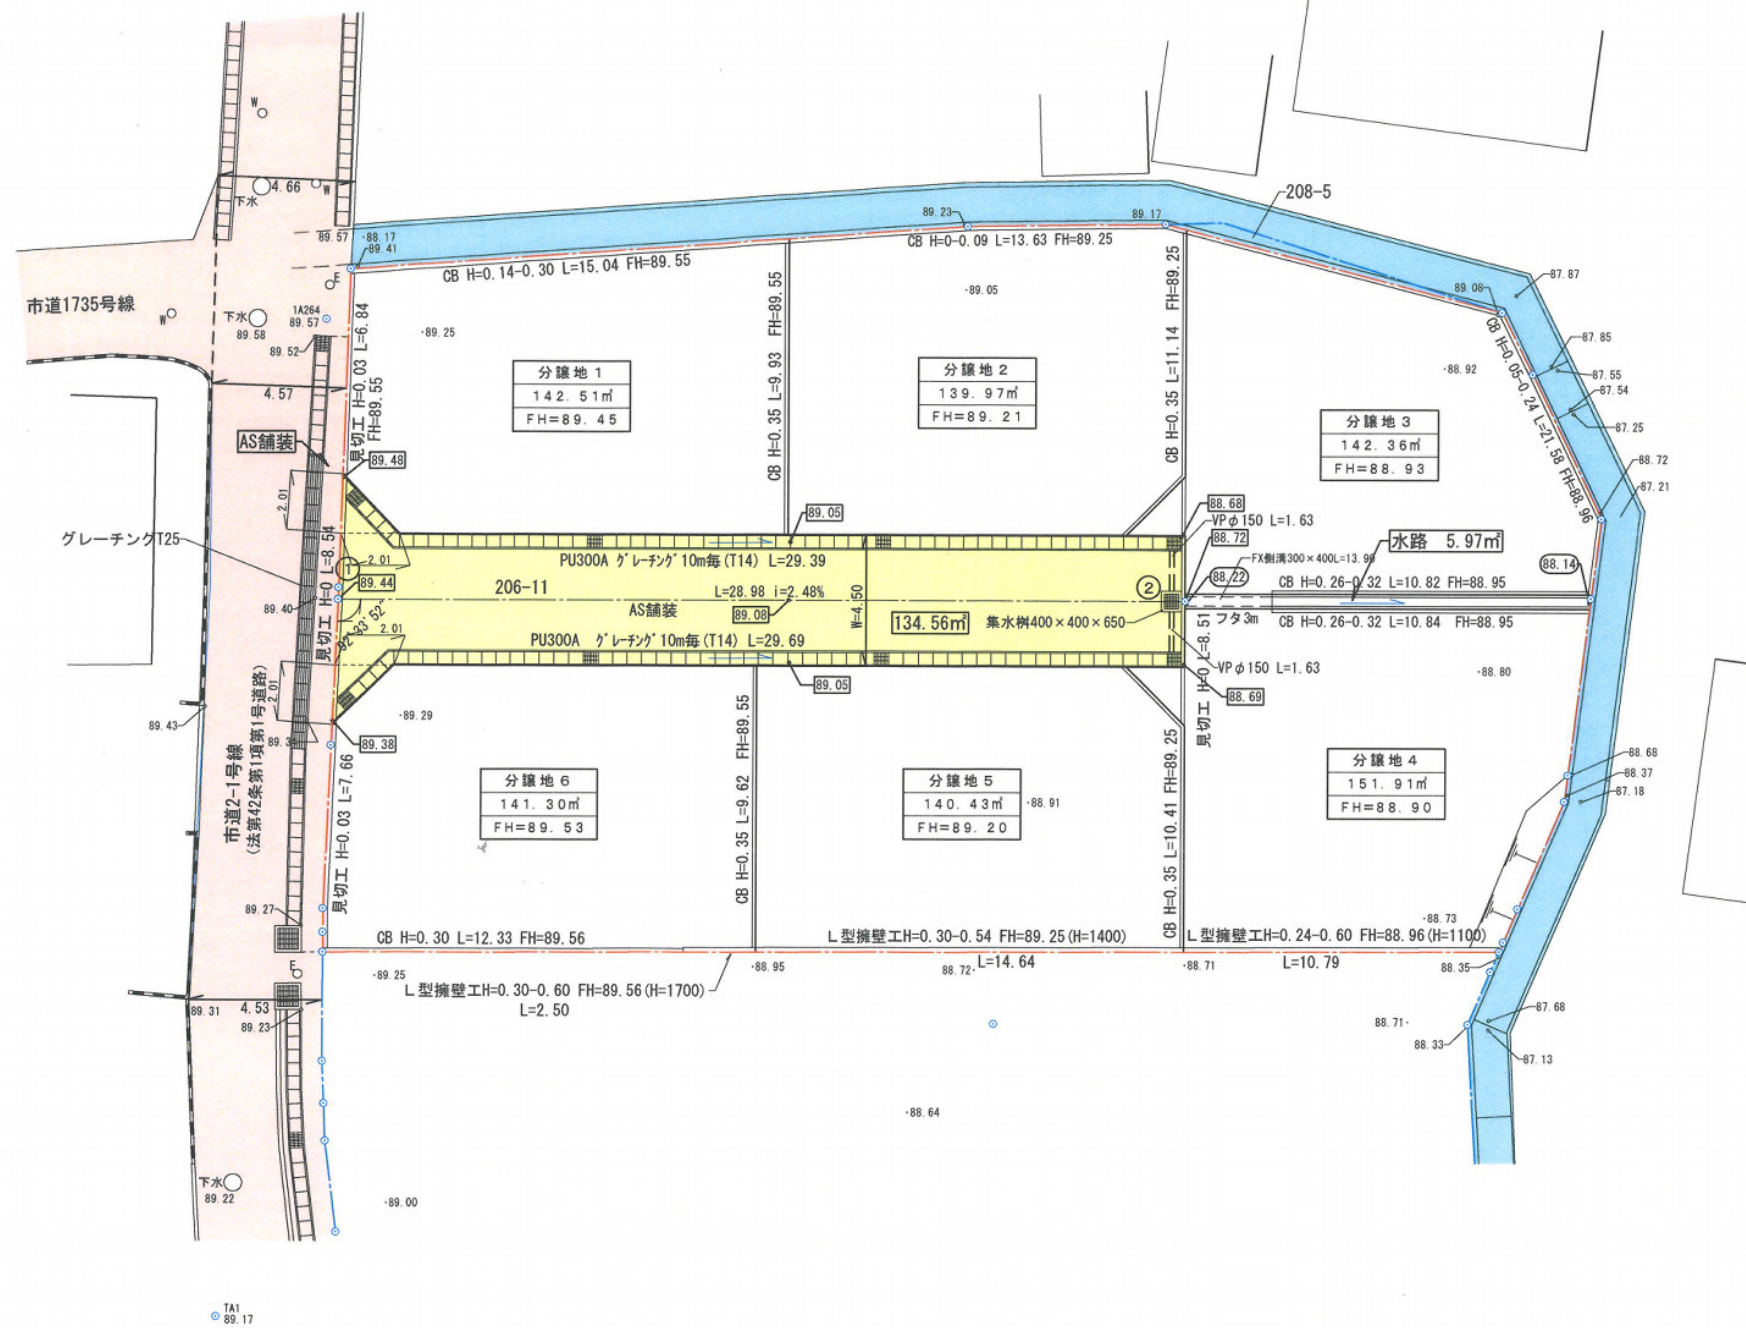 W
4.66
W
下水
208-5
89.57
88.17
89.41
89.23
CB H=0-0.09 L=13.63 FH=89.25
89.17
CB H=0.14-0.30 L=15.04 FH=89.55
E
市道1735号線
W
下水
89.58
1A264
89.57
89.52
89.25
89.05
89.08
87.87
87.85
87.55
87.54
87.25
88.72
87.21
見切工 H=0.03 L=6.84
FH=89.55
CB H=0.35 L=9.93 FH=89.55
CB H=0.35 L=11.14 FH=89.25
CB H=0.05-0.24 L=21.58 FH=88.96
88.92
分譲地1
142.51㎡
FH=89.45
分譲地2
139.97㎡
FH=89.21
分譲地3
142.36㎡
FH=88.93
4.57
AS舗装
89.48
2.01
グレーチングT25
2.01
見切工 H=0 L=8.54
①
89.44
89.40
92°33'52"
2.01
2.01
89.05
PU300A グレーチング10m毎(T14) L=29.39
206-11
L=28.98 i=2.48%
AS舗装
89.08
W=4.50
134.56㎡
集水桝400×400×650
②
PU300A グレーチング10m毎(T14) L=29.69
89.05
88.68
VPφ150 L=1.63
88.72
88.22
FX側溝300×400L=13.96
水路 5.97㎡
88.14
CB H=0.26-0.32 L=10.82 FH=88.95
フタ3m
CB H=0.26-0.32 L=10.84 FH=88.95
VPφ150 L=1.63
88.69
見切工 H=0 L=8.51
88.80
89.43
市道2-1号線
(法第42条第1項第1号道路)
89.38
89.29
見切工 H=0.03 L=7.66
CB H=0.35 L=9.62 FH=89.55
CB H=0.35 L=10.41 FH=89.25
分譲地6
141.30㎡
FH=89.53
分譲地5
140.43㎡
FH=89.20
88.91
分譲地4
151.91㎡
FH=88.90
88.68
88.37
87.18
89.27
CB H=0.30 L=12.33 FH=89.56
L型擁壁工H=0.30-0.54 FH=89.25(H=1400)
88.73
L型擁壁工H=0.24-0.60 FH=88.96(H=1100)
E
89.25
88.95
88.72
L=14.64
88.71
L=10.79
88.35
L型擁壁工H=0.30-0.60 FH=89.56(H=1700)
L=2.50
89.31
4.53
89.23
88.71
88.33
87.68
87.13
88.64
下水
89.22
89.00
TA1
89.17